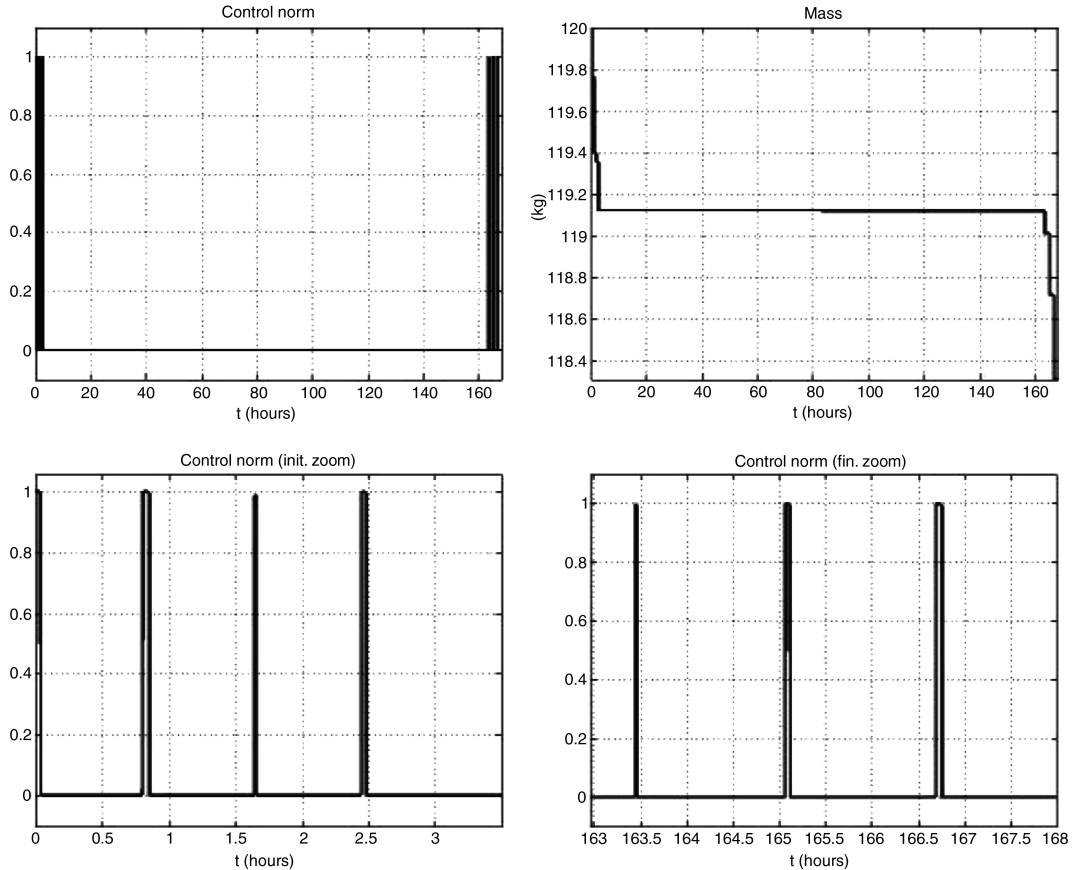 Control norm
1
0.8
0.6
0.4
0.2
0
0 20 40 60 80 100 120 140 160
t (hours)
Mass
120
119.8
119.6
119.4
119.2
119
118.8
118.6
118.4
(kg)
0 20 40 60 80 100 120 140 160
t (hours)
Control norm (init. zoom)
1
0.8
0.6
0.4
0.2
0
0 0.5 1 1.5 2 2.5 3
t (hours)
Control norm (fin. zoom)
1
0.8
0.6
0.4
0.2
0
163 163.5 164 164.5 165 165.5 166 166.5 167 167.5 168
t (hours)